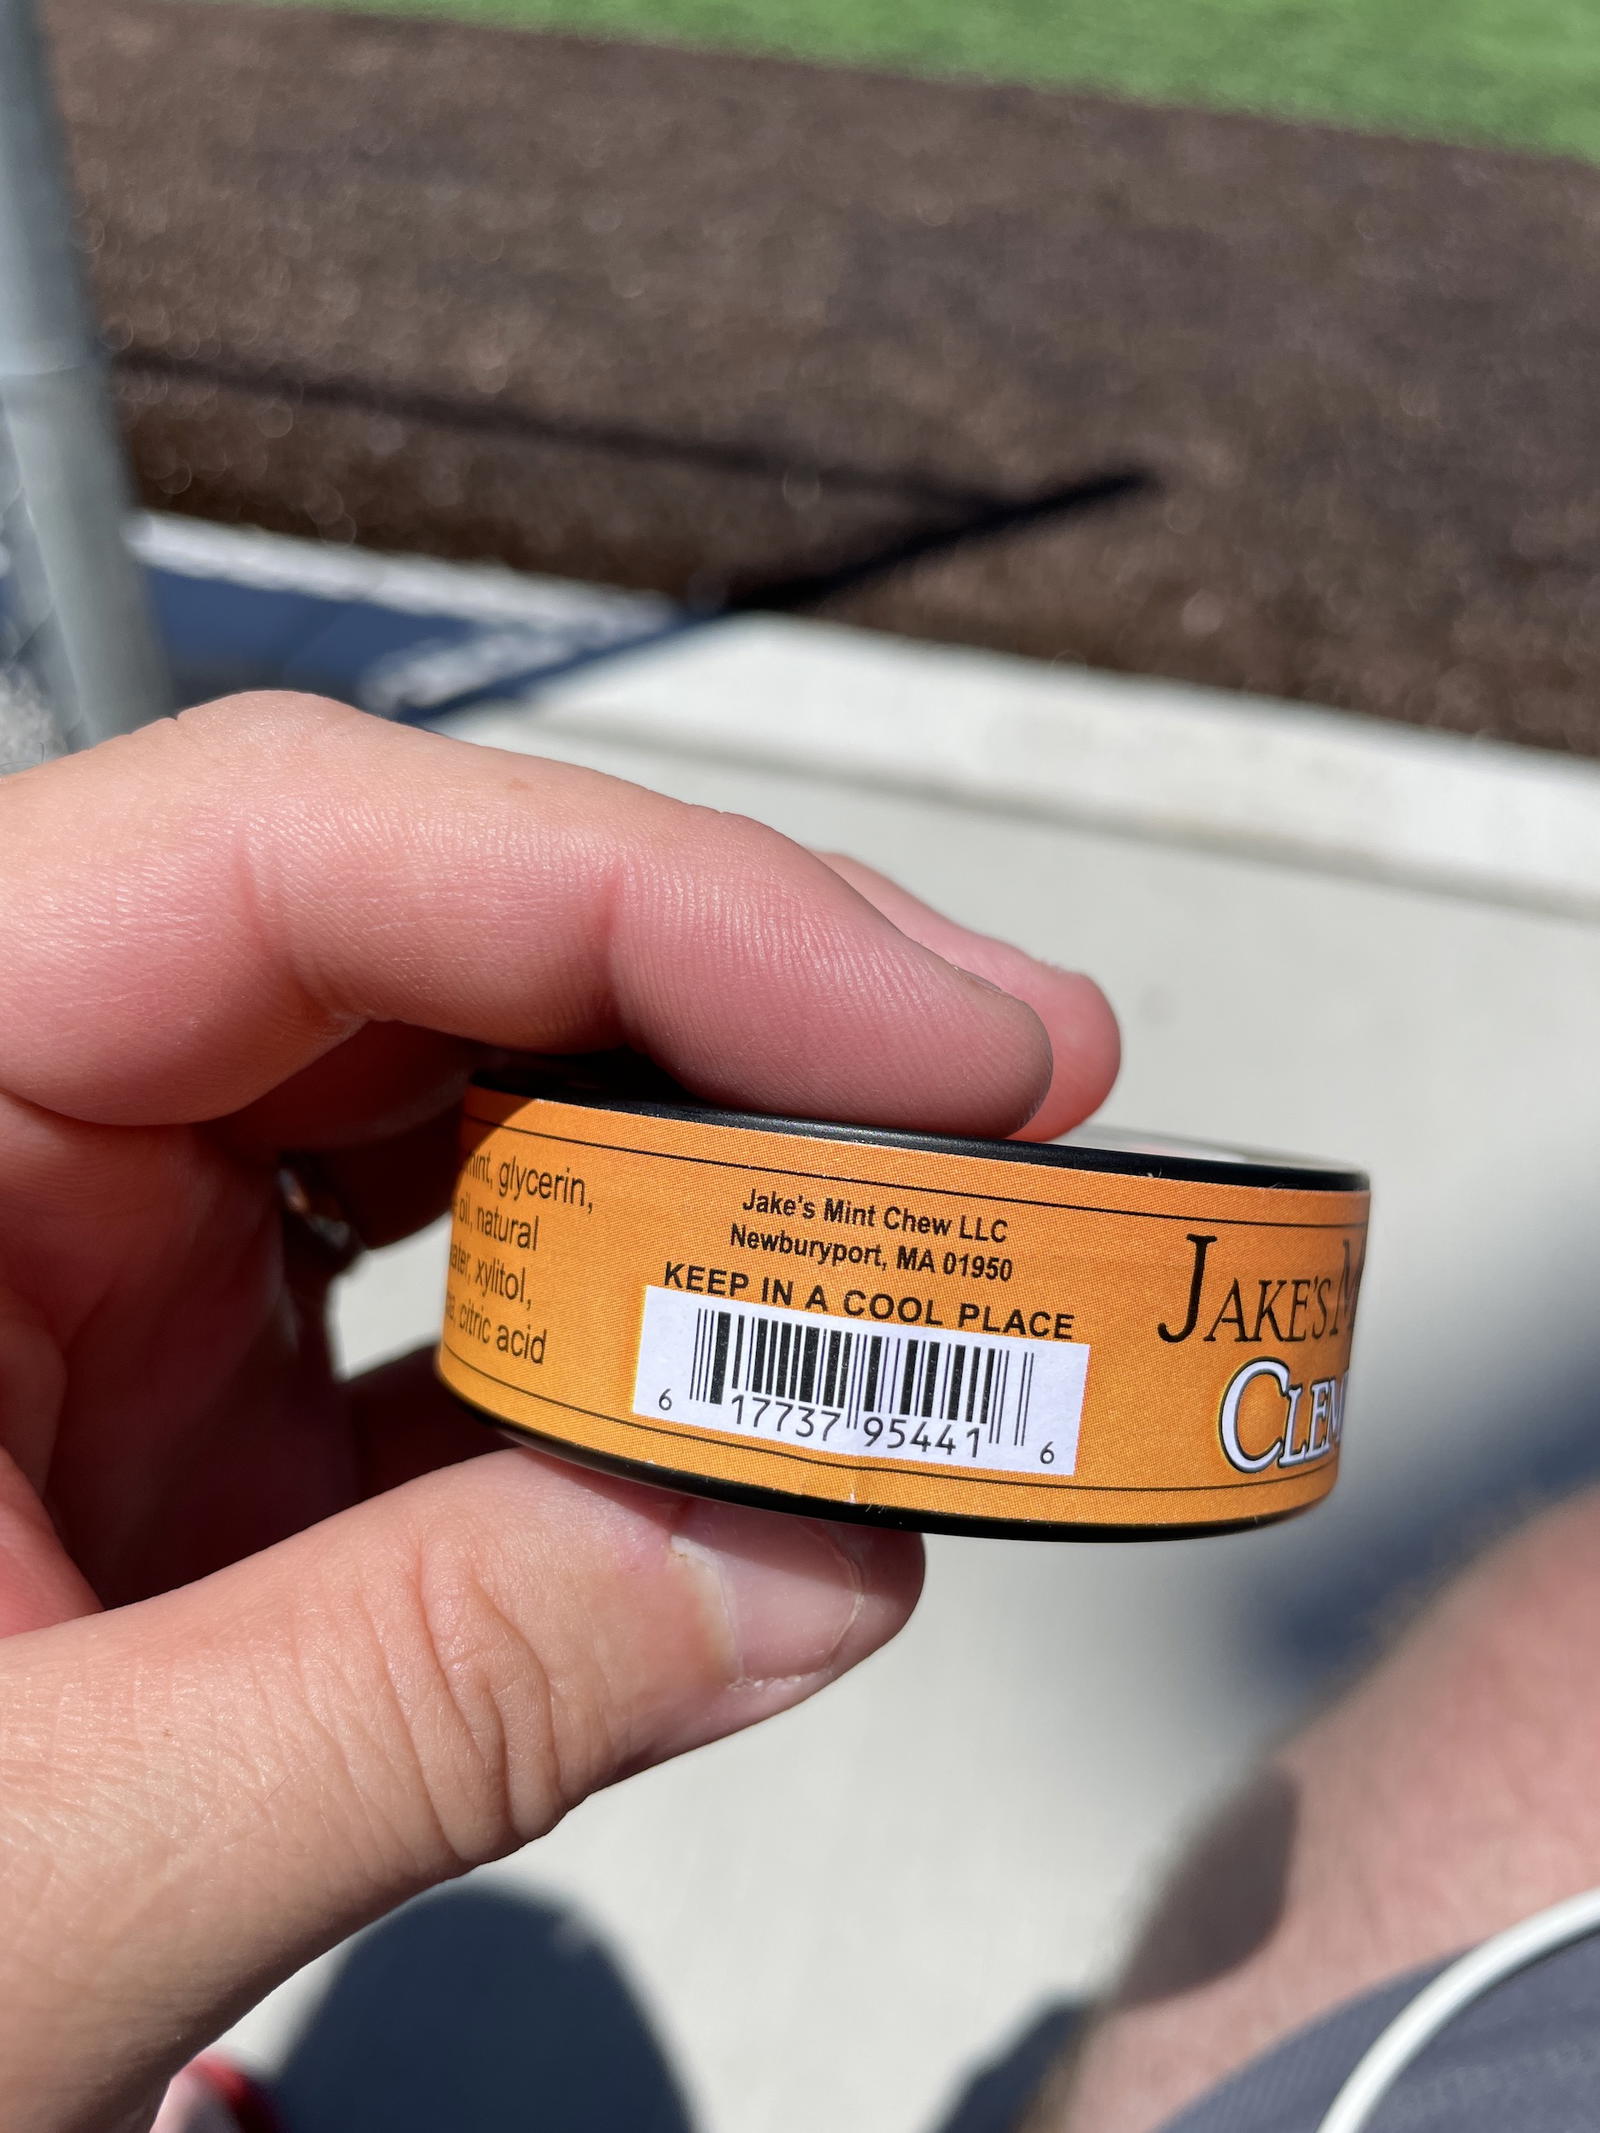 glycerin,
oil, natural
xylitol,
citric acid
Jake's Mint Chew LLC
Newburyport, MA 01950
KEEP IN A COOL PLACE
6 17737 95441 6
JAKE'S